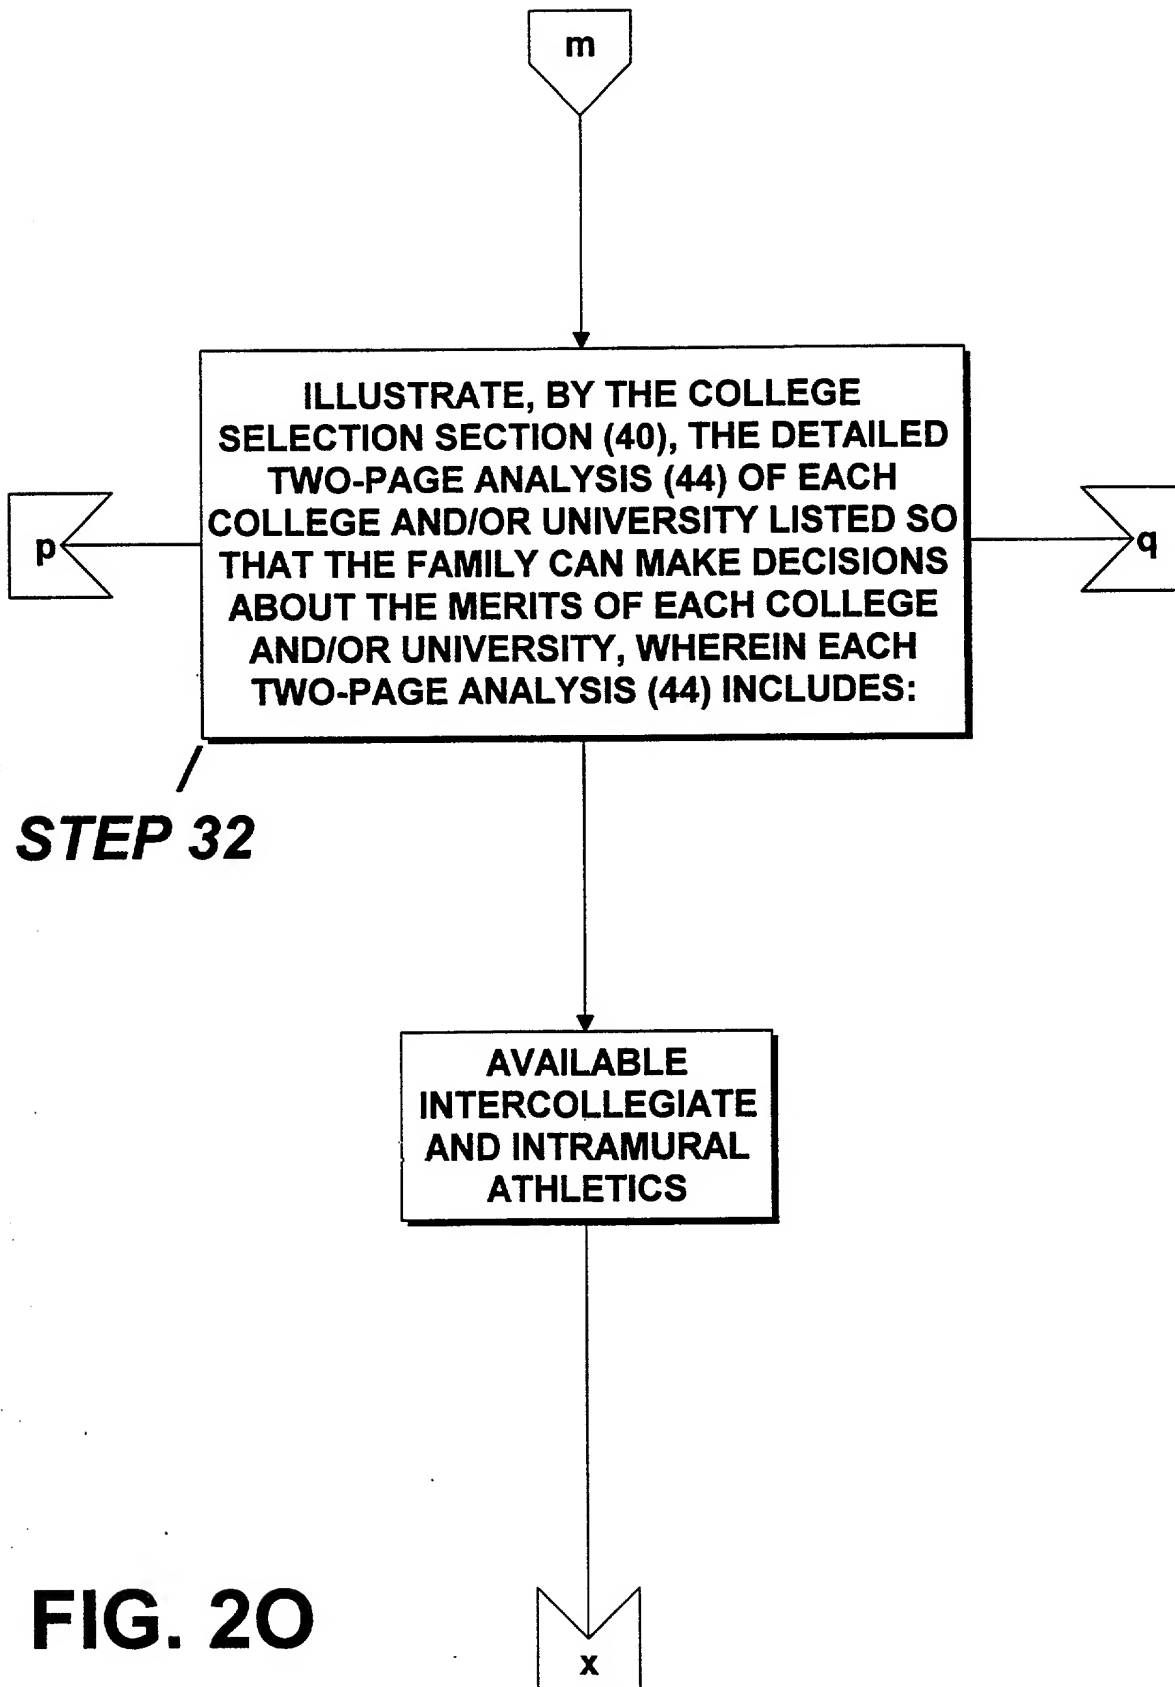 m
ILLUSTRATE, BY THE COLLEGE
SELECTION SECTION (40), THE DETAILED
TWO-PAGE ANALYSIS (44) OF EACH
COLLEGE AND/OR UNIVERSITY LISTED SO
THAT THE FAMILY CAN MAKE DECISIONS
ABOUT THE MERITS OF EACH COLLEGE
AND/OR UNIVERSITY, WHEREIN EACH
TWO-PAGE ANALYSIS (44) INCLUDES:
p
q
STEP 32
AVAILABLE
INTERCOLLEGIATE
AND INTRAMURAL
ATHLETICS
FIG. 2O
x